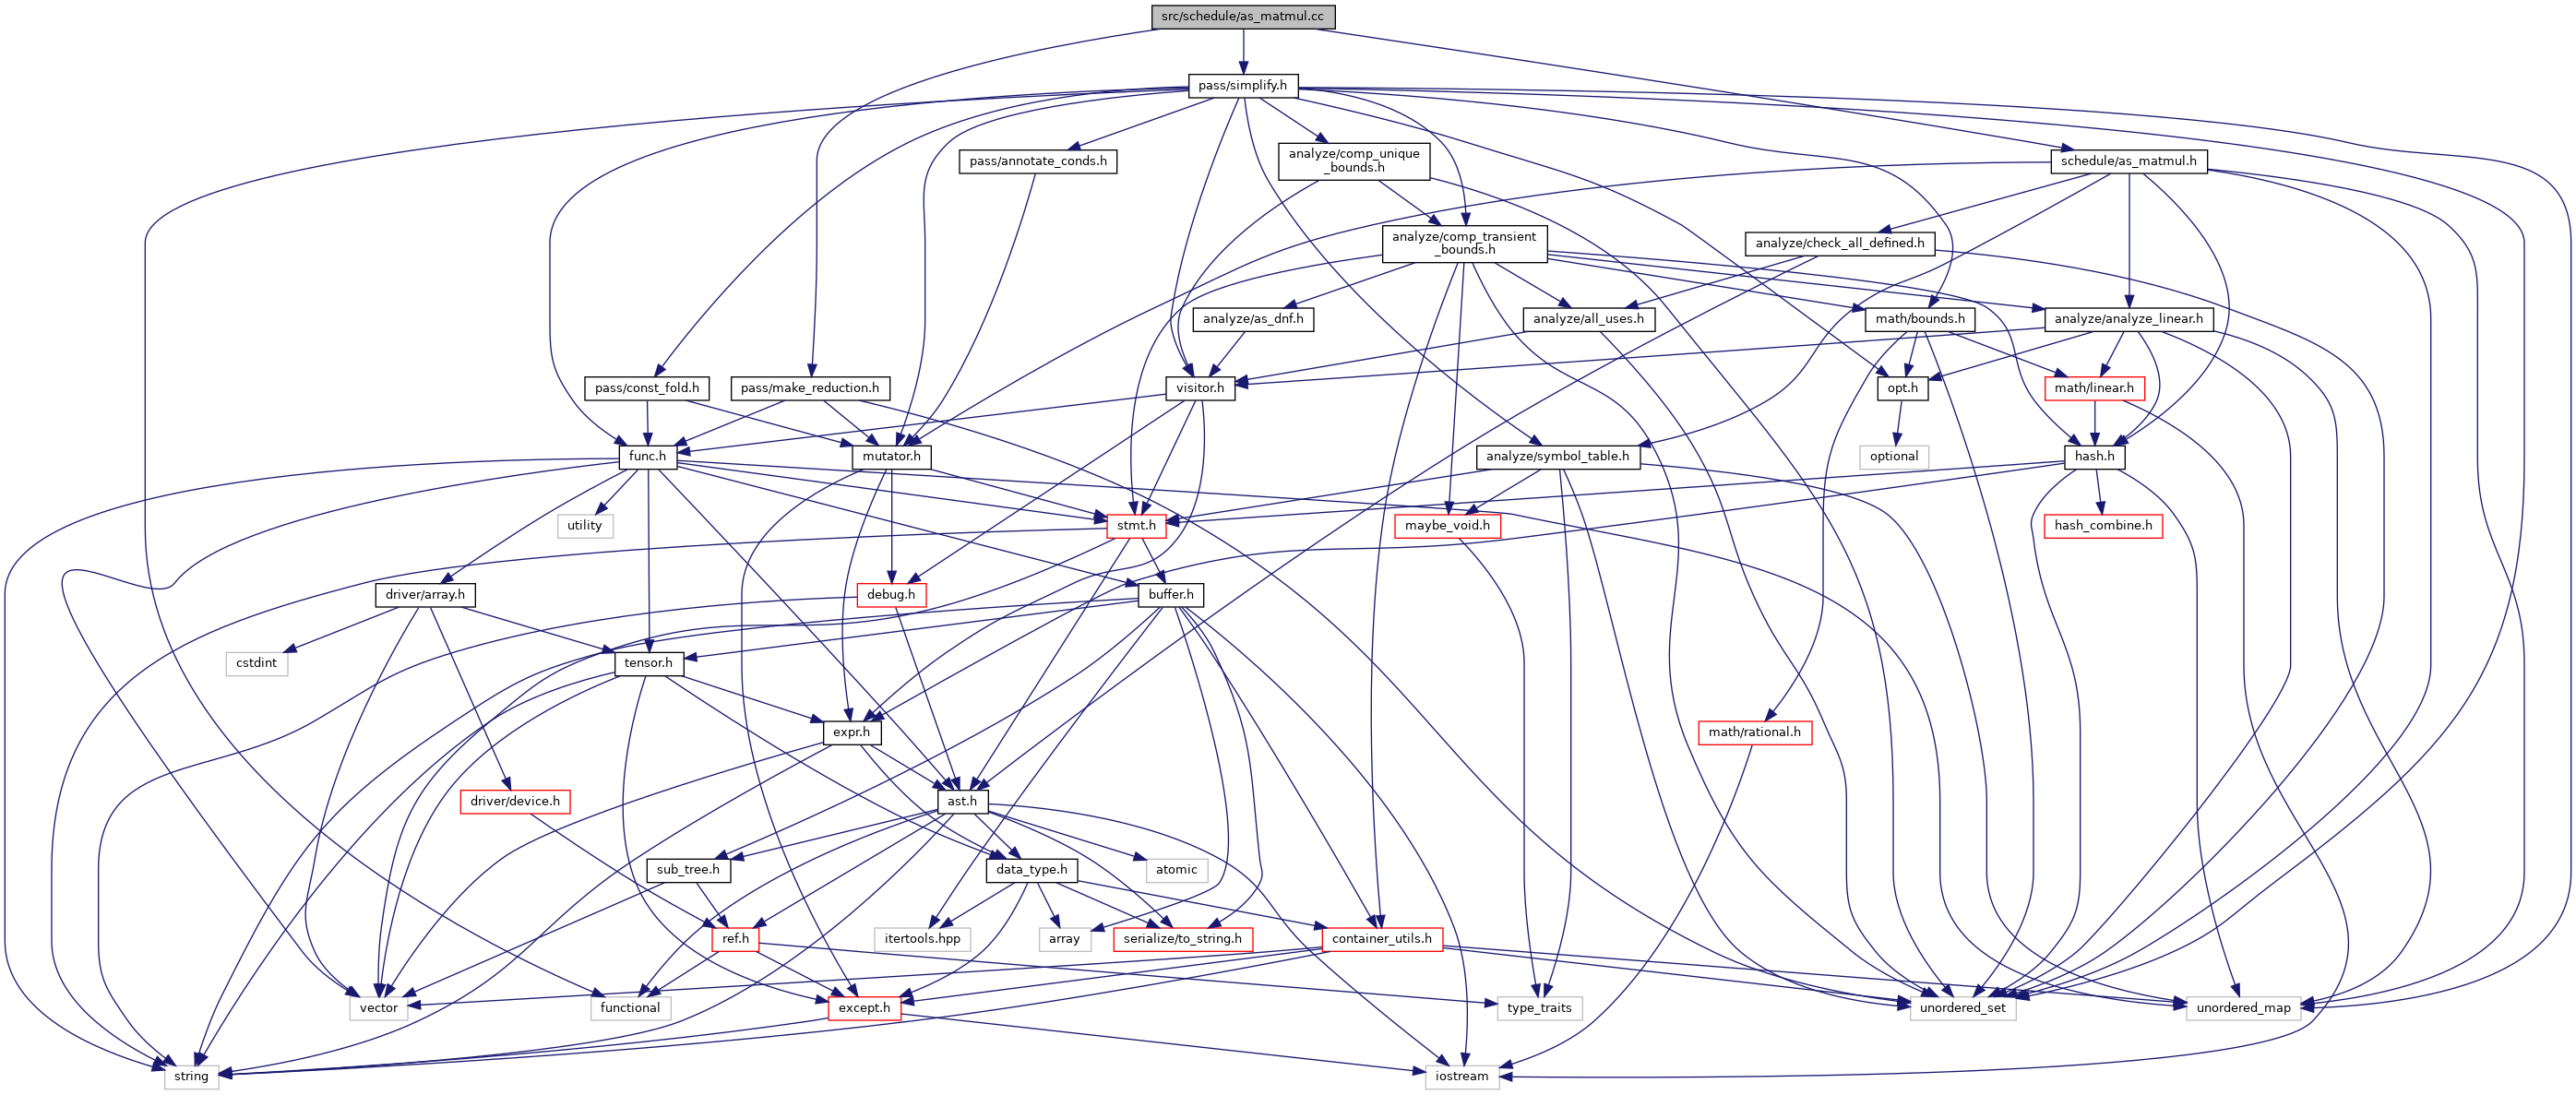 src/schedule/as_matmul.cc
pass/simplify.h
pass/annotate_conds.h
analyze/comp_unique
_bounds.h
schedule/as_matmul.h
analyze/comp_transient
_bounds.h
analyze/check_all_defined.h
analyze/as_dnf.h
analyze/all_uses.h
math/bounds.h
analyze/analyze_linear.h
pass/const_fold.h
pass/make_reduction.h
visitor.h
opt.h
math/linear.h
func.h
mutator.h
analyze/symbol_table.h
optional
hash.h
utility
stmt.h
maybe_void.h
hash_combine.h
driver/array.h
debug.h
buffer.h
cstdint
tensor.h
expr.h
math/rational.h
driver/device.h
ast.h
sub_tree.h
data_type.h
atomic
ref.h
itertools.hpp
array
serialize/to_string.h
container_utils.h
vector
functional
except.h
type_traits
unordered_set
unordered_map
string
iostream